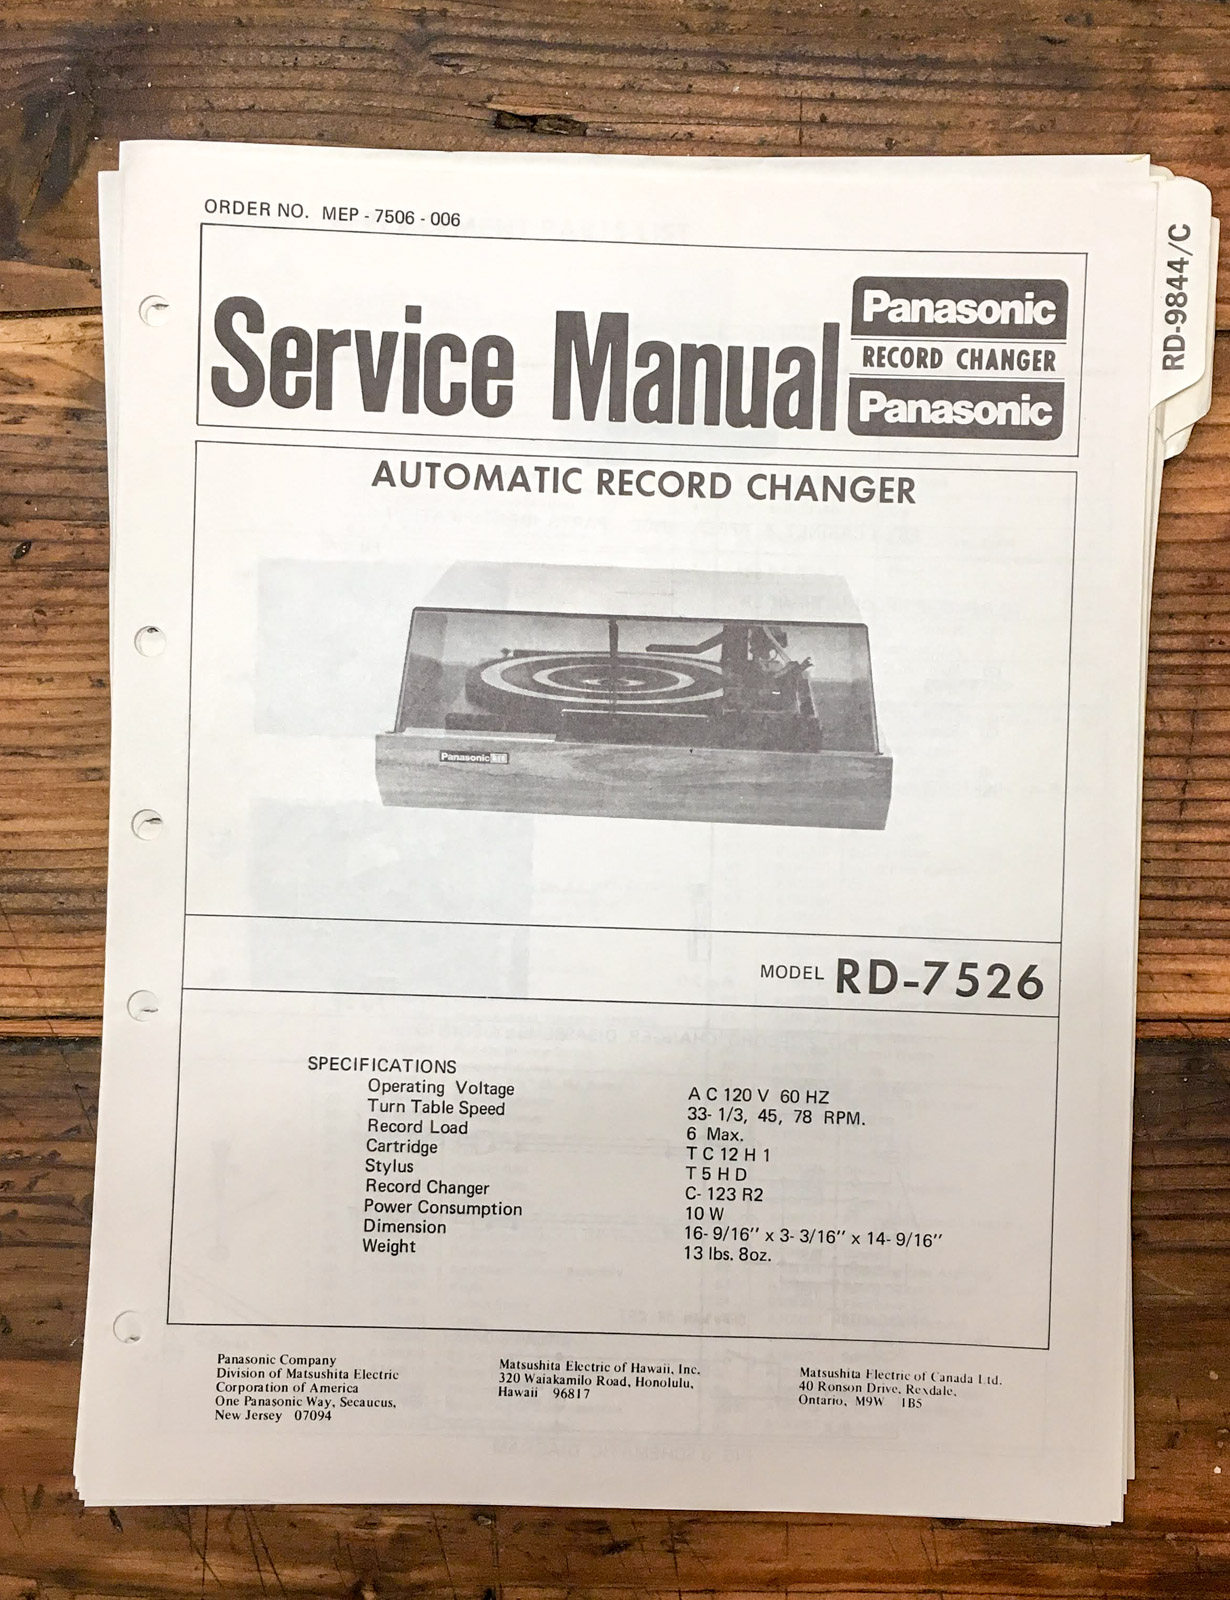 ORDER NO. MEP - 7506 - 006
Service Manual
Panasonic
RECORD CHANGER
Panasonic
RD-9844/C
AUTOMATIC RECORD CHANGER
Panasonic
MODEL RD-7526
SPECIFICATIONS
Operating Voltage A C 120 V 60 HZ
Turn Table Speed 33- 1/3, 45, 78 RPM.
Record Load 6 Max.
Cartridge T C 12 H 1
Stylus T 5 H D
Record Changer C- 123 R2
Power Consumption 10 W
Dimension 16- 9/16″ x 3- 3/16″ x 14- 9/16″
Weight 13 lbs. 8oz.
Panasonic Company
Division of Matsushita Electric
Corporation of America
One Panasonic Way, Secaucus,
New Jersey 07094
Matsushita Electric of Hawaii, Inc.
320 Waiakamilo Road, Honolulu,
Hawaii 96817
Matsushita Electric of Canada Ltd.
40 Ronson Drive, Rexdale,
Ontario, M9W 1B5